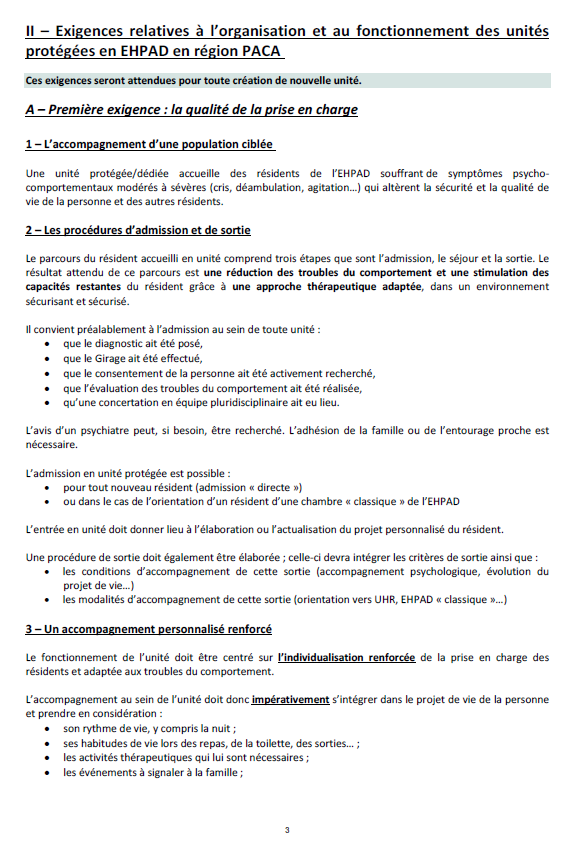 II – Exigences relatives à l’organisation et au fonctionnement des unités
protégées en EHPAD en région PACA
Ces exigences seront attendues pour toute création de nouvelle unité.
A – Première exigence : la qualité de la prise en charge
1 – L’accompagnement d’une population ciblée
Une unité protégée/dédiée accueille des résidents de l’EHPAD souffrant de symptômes psycho-
comportementaux modérés à sévères (cris, déambulation, agitation…) qui altèrent la sécurité et la qualité de
vie de la personne et des autres résidents.
2 – Les procédures d’admission et de sortie
Le parcours du résident accueilli en unité comprend trois étapes que sont l’admission, le séjour et la sortie. Le
résultat attendu de ce parcours est une réduction des troubles du comportement et une stimulation des
capacités restantes du résident grâce à une approche thérapeutique adaptée, dans un environnement
sécurisant et sécurisé.
Il convient préalablement à l’admission au sein de toute unité :
• que le diagnostic ait été posé,
• que le Girage ait été effectué,
• que le consentement de la personne ait été activement recherché,
• que l’évaluation des troubles du comportement ait été réalisée,
• qu’une concertation en équipe pluridisciplinaire ait eu lieu.
L’avis d’un psychiatre peut, si besoin, être recherché. L’adhésion de la famille ou de l’entourage proche est
nécessaire.
L’admission en unité protégée est possible :
• pour tout nouveau résident (admission « directe »)
• ou dans le cas de l’orientation d’un résident d’une chambre « classique » de l’EHPAD
L’entrée en unité doit donner lieu à l’élaboration ou l’actualisation du projet personnalisé du résident.
Une procédure de sortie doit également être élaborée ; celle-ci devra intégrer les critères de sortie ainsi que :
• les conditions d’accompagnement de cette sortie (accompagnement psychologique, évolution du
projet de vie…)
• les modalités d’accompagnement de cette sortie (orientation vers UHR, EHPAD « classique »…)
3 – Un accompagnement personnalisé renforcé
Le fonctionnement de l’unité doit être centré sur l’individualisation renforcée de la prise en charge des
résidents et adaptée aux troubles du comportement.
L’accompagnement au sein de l’unité doit donc impérativement s’intégrer dans le projet de vie de la personne
et prendre en considération :
• son rythme de vie, y compris la nuit ;
• ses habitudes de vie lors des repas, de la toilette, des sorties… ;
• les activités thérapeutiques qui lui sont nécessaires ;
• les événements à signaler à la famille ;
3